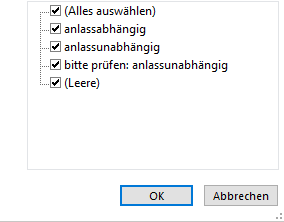 (Alles auswählen)
anlassabhängig
anlassunabhängig
bitte prüfen: anlassunabhängig
(Leere)
OK
Abbrechen